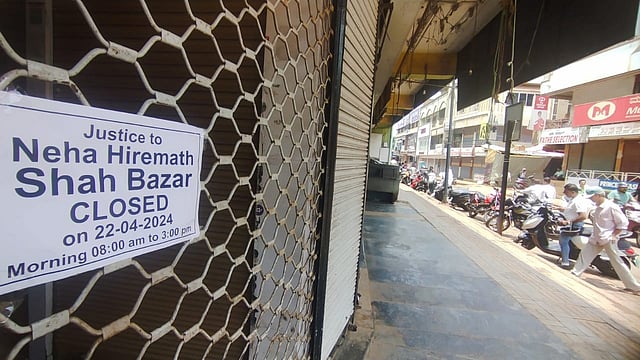 Justice to
Neha Hiremath
Shah Bazar
CLOSED
on 22-04-2024
Morning 08:00 am to 3:00 pm
M
SELECTION